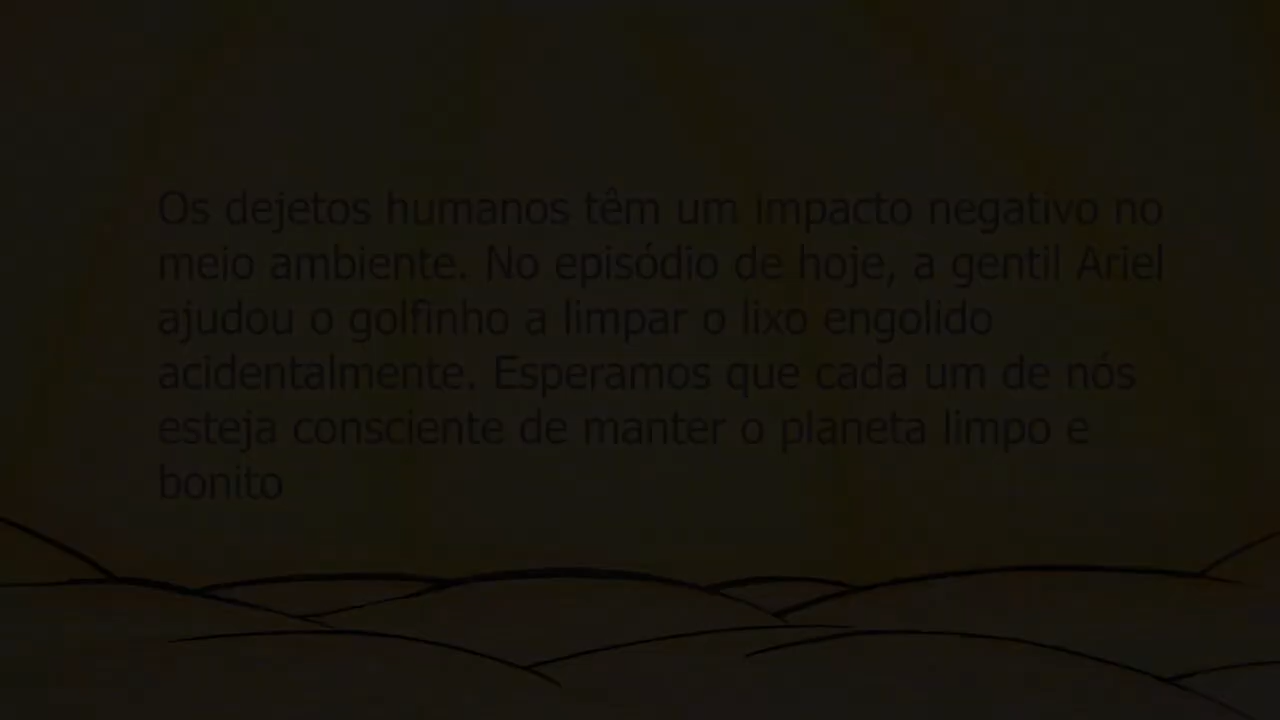 Os dejetos humanos têm um impacto negativo no
meio ambiente. No episódio de hoje, a gentil Ariel
ajudou o golfinho a limpar o lixo engolido
acidentalmente. Esperamos que cada um de nós
esteja consciente de manter o planeta limpo e
bonito